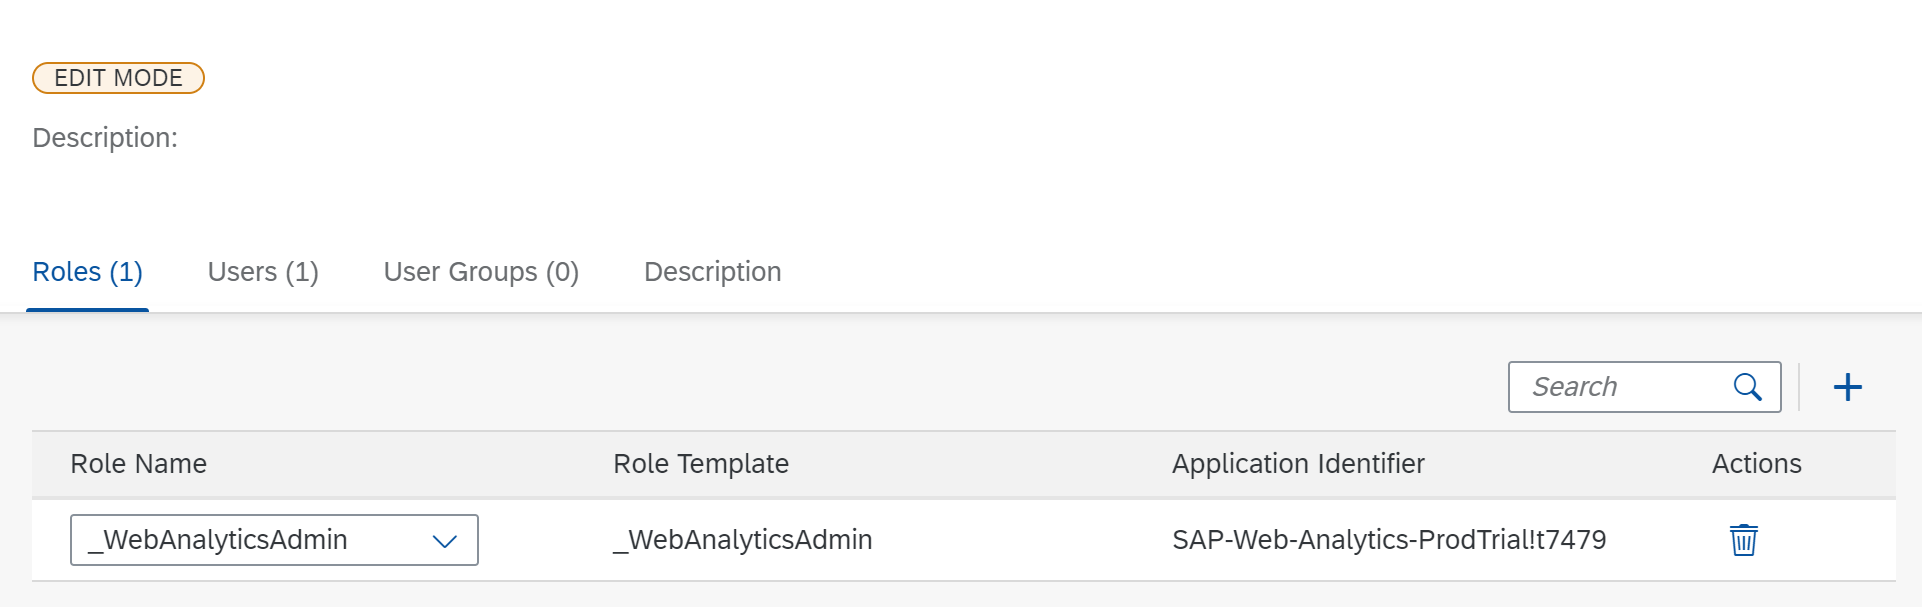 EDIT MODE
Description:
Roles (1) Users (1) User Groups (0) Description
Search
Role Name Role Template Application Identifier Actions
_WebAnalyticsAdmin _WebAnalyticsAdmin SAP-Web-Analytics-ProdTrial!t7479